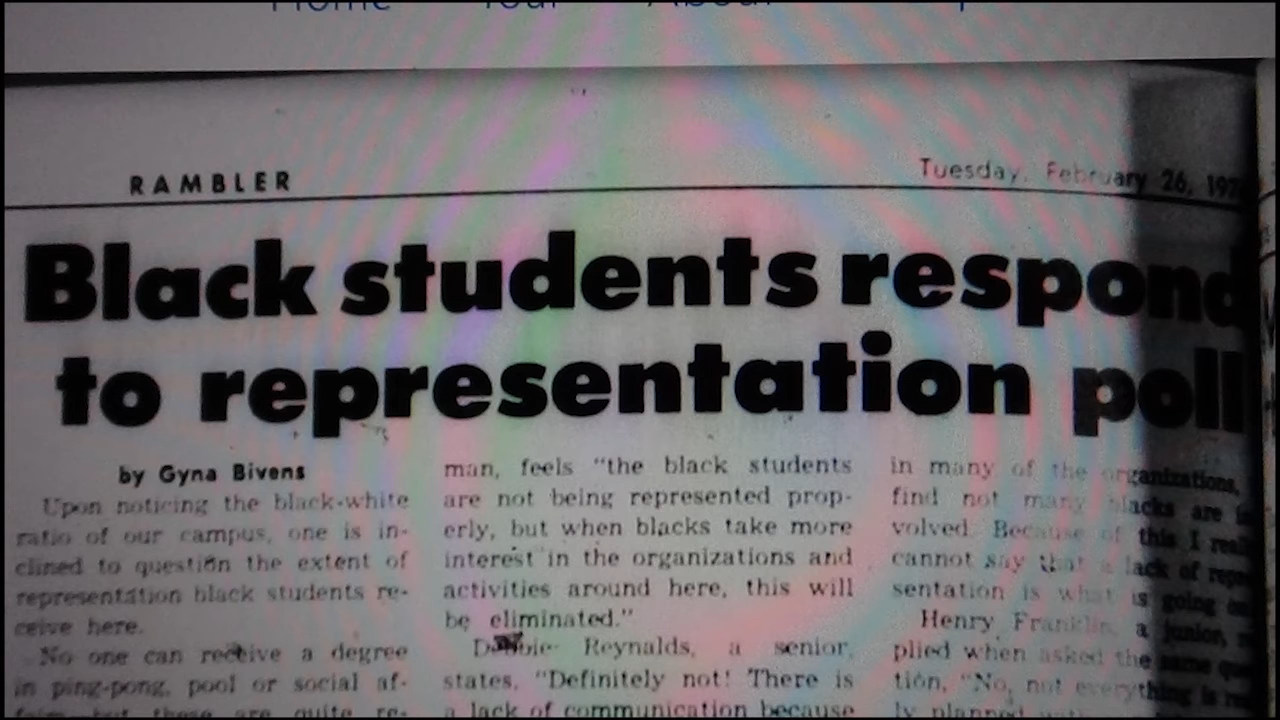 RAMBLER
Tuesday, February 26,
Black students respond
to representation poll
by Gyna Bivens
Upon noticing the black-white
ratio of our campus, one is in-
clined to question the extent of
representation black students re-
ceive here.
No one can receive a degree
in ping-pong, pool or social af-
man, feels "the black students
are not being represented prop-
erly, but when blacks take more
interest in the organizations and
activities around here, this will
be eliminated."
Debbie Reynalds, a senior,
states, "Definitely not! There is
a lack of communication because
in many of the organizations,
find not many blacks are
volved. Because of this I
cannot say that a lack of
sentation is what is going
Henry Franklin, a junior,
plied when asked the same
tion, "No, not everything is